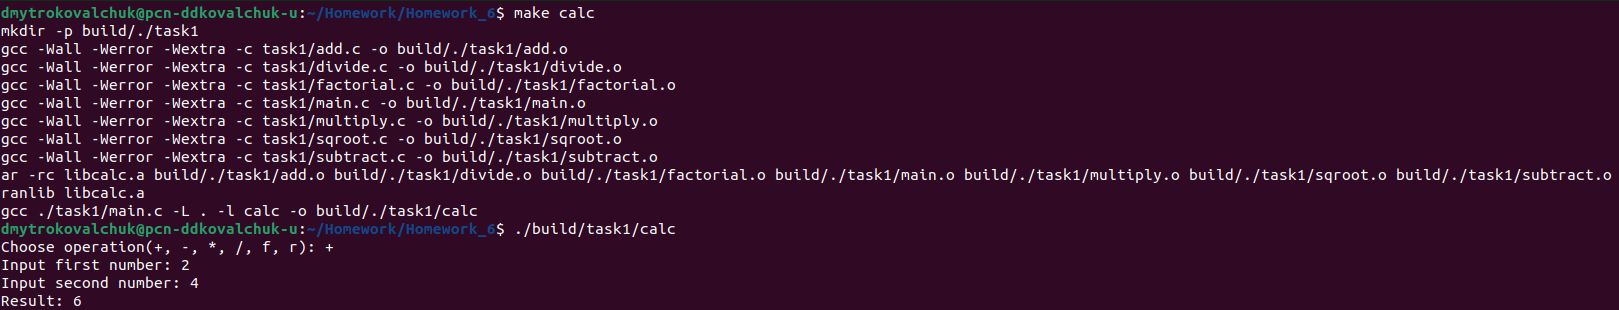 dmytrokovalchuk@pcn-ddkovalchuk-u:~/Homework/Homework_6$ make calc
mkdir -p build/./task1
gcc -Wall -Werror -Wextra -c task1/add.c -o build/./task1/add.o
gcc -Wall -Werror -Wextra -c task1/divide.c -o build/./task1/divide.o
gcc -Wall -Werror -Wextra -c task1/factorial.c -o build/./task1/factorial.o
gcc -Wall -Werror -Wextra -c task1/main.c -o build/./task1/main.o
gcc -Wall -Werror -Wextra -c task1/multiply.c -o build/./task1/multiply.o
gcc -Wall -Werror -Wextra -c task1/sqroot.c -o build/./task1/sqroot.o
gcc -Wall -Werror -Wextra -c task1/subtract.c -o build/./task1/subtract.o
ar -rc libcalc.a build/./task1/add.o build/./task1/divide.o build/./task1/factorial.o build/./task1/main.o build/./task1/multiply.o build/./task1/sqroot.o build/./task1/subtract.o
ranlib libcalc.a
gcc ./task1/main.c -L . -l calc -o build/./task1/calc
dmytrokovalchuk@pcn-ddkovalchuk-u:~/Homework/Homework_6$ ./build/task1/calc
Choose operation(+, -, *, /, f, r): +
Input first number: 2
Input second number: 4
Result: 6